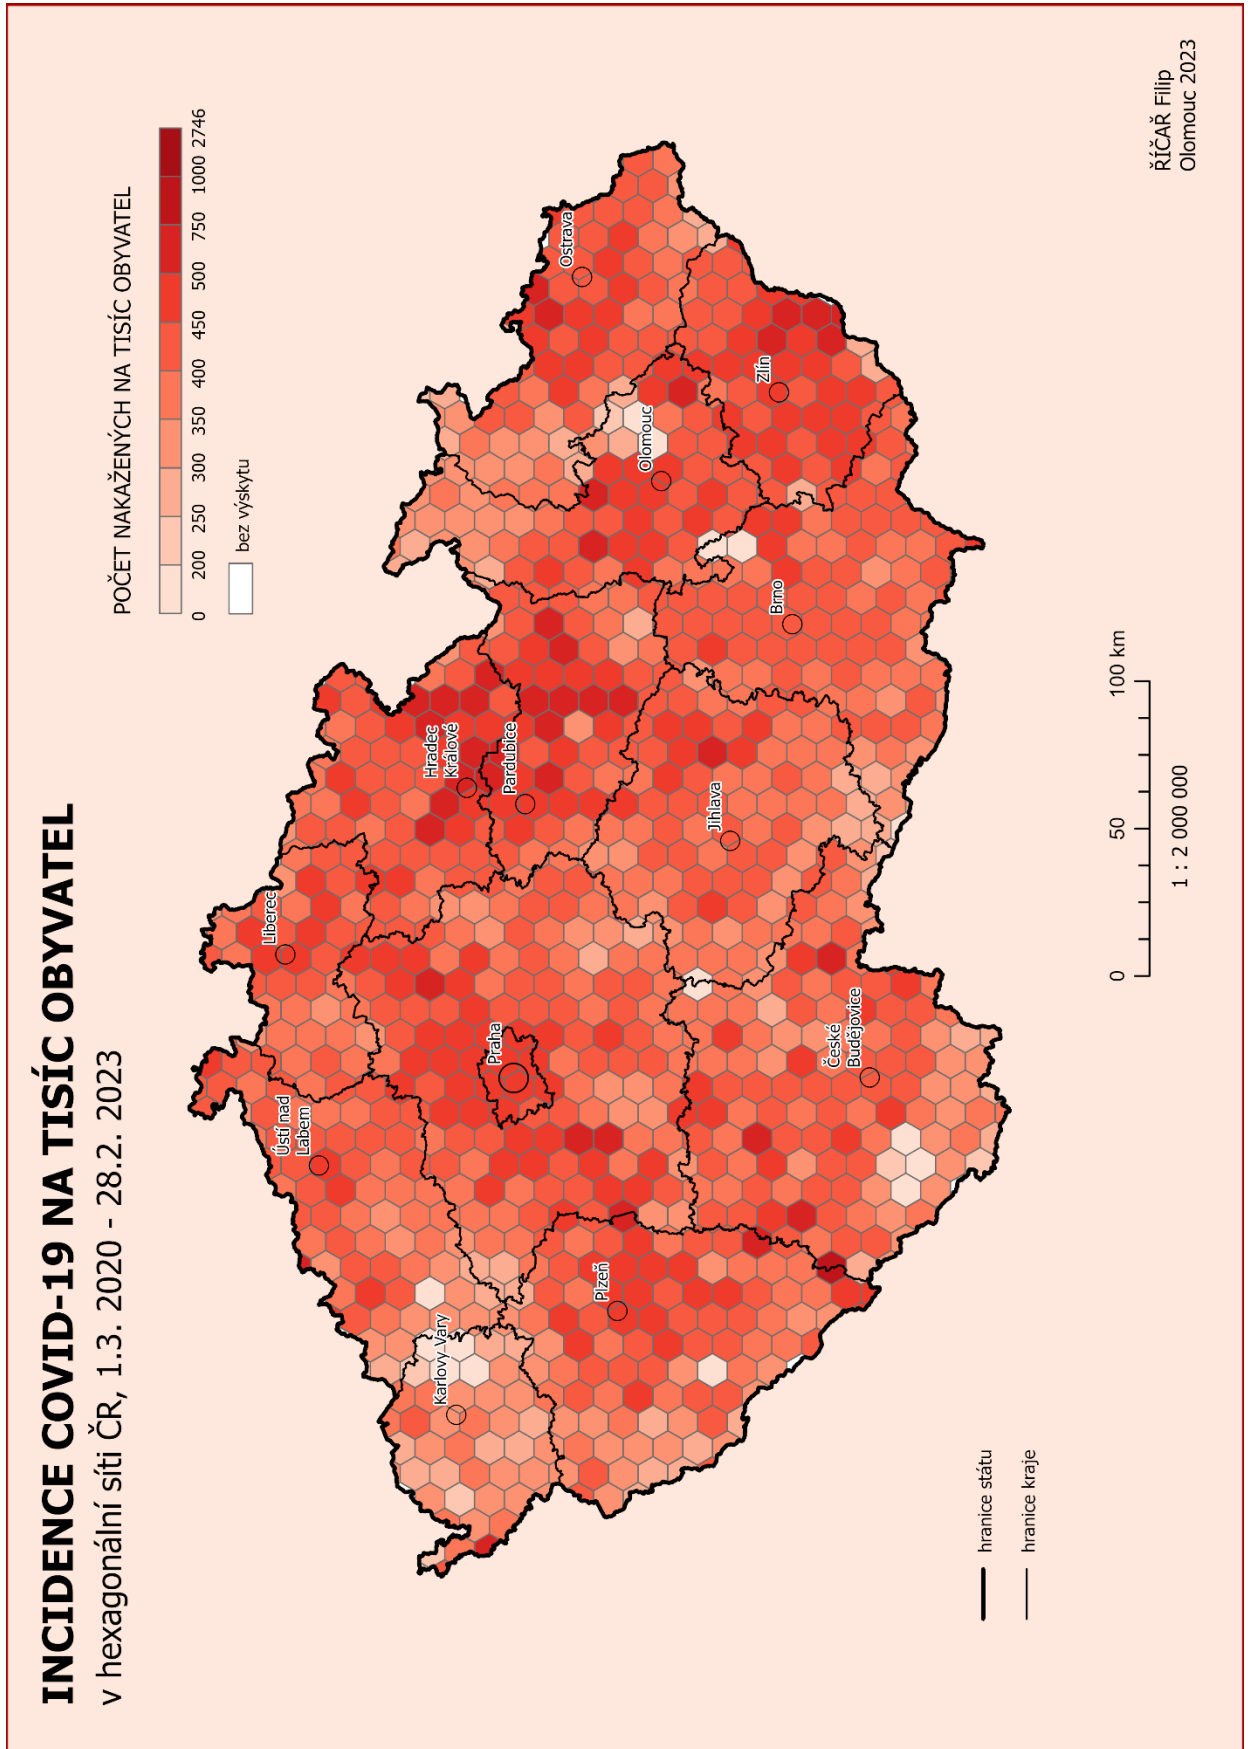 INCIDENCE COVID-19 NA TISÍC OBYVATEL
v hexagonální síti ČR, 1.3. 2020 - 28.2. 2023
POČET NAKAŽENÝCH NA TISÍC OBYVATEL
0 200 250 300 350 400 450 500 750 1000 2746
bez výskytu
Liberec
Ústí nad
Labem
Hradec
Králové
Karlovy Vary
Praha
Pardubice
Ostrava
Plzeň
Olomouc
Jihlava
Zlín
Brno
České
Budějovice
hranice státu
hranice kraje
0 50 100 km
1 : 2 000 000
ŘÍČAŘ Filip
Olomouc 2023